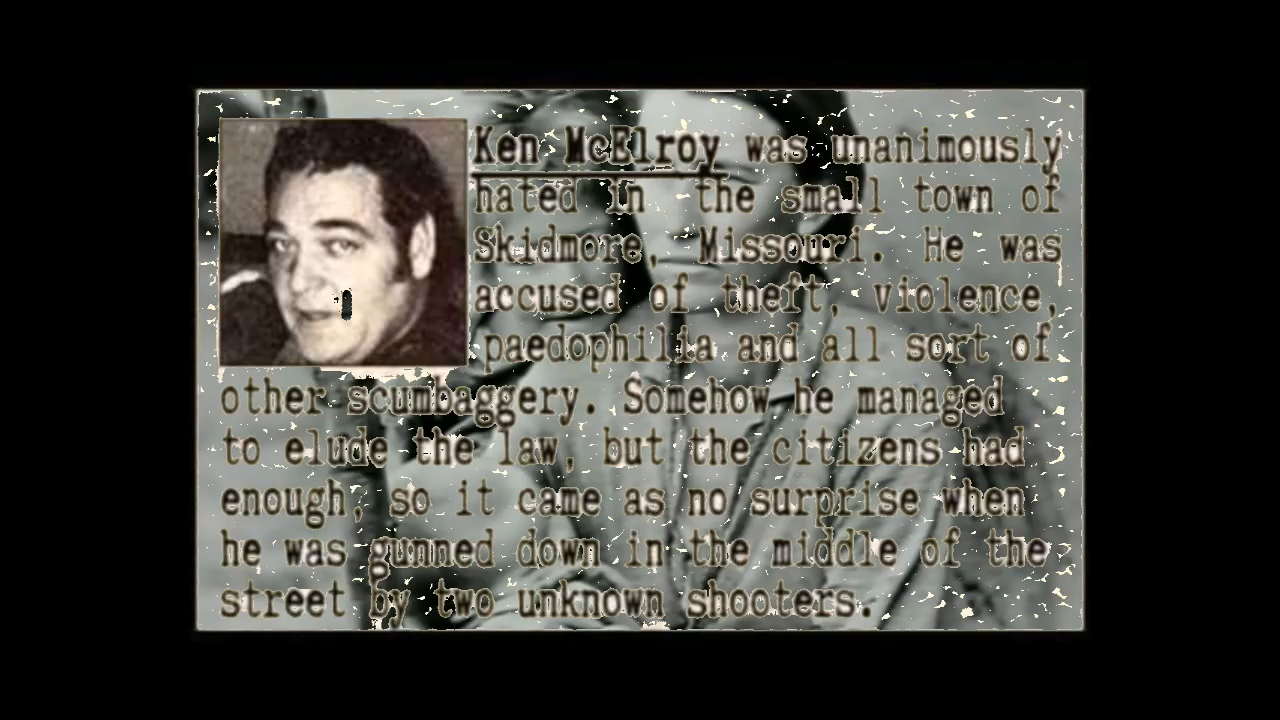 Ken McElroy was unanimously
hated in the small town of
Skidmore, Missouri. He was
accused of theft, violence,
paedophilia and all sort of
other scumbaggery. Somehow he managed
to elude the law, but the citizens had
enough, so it came as no surprise when
he was gunned down in the middle of the
street by two unknown shooters.